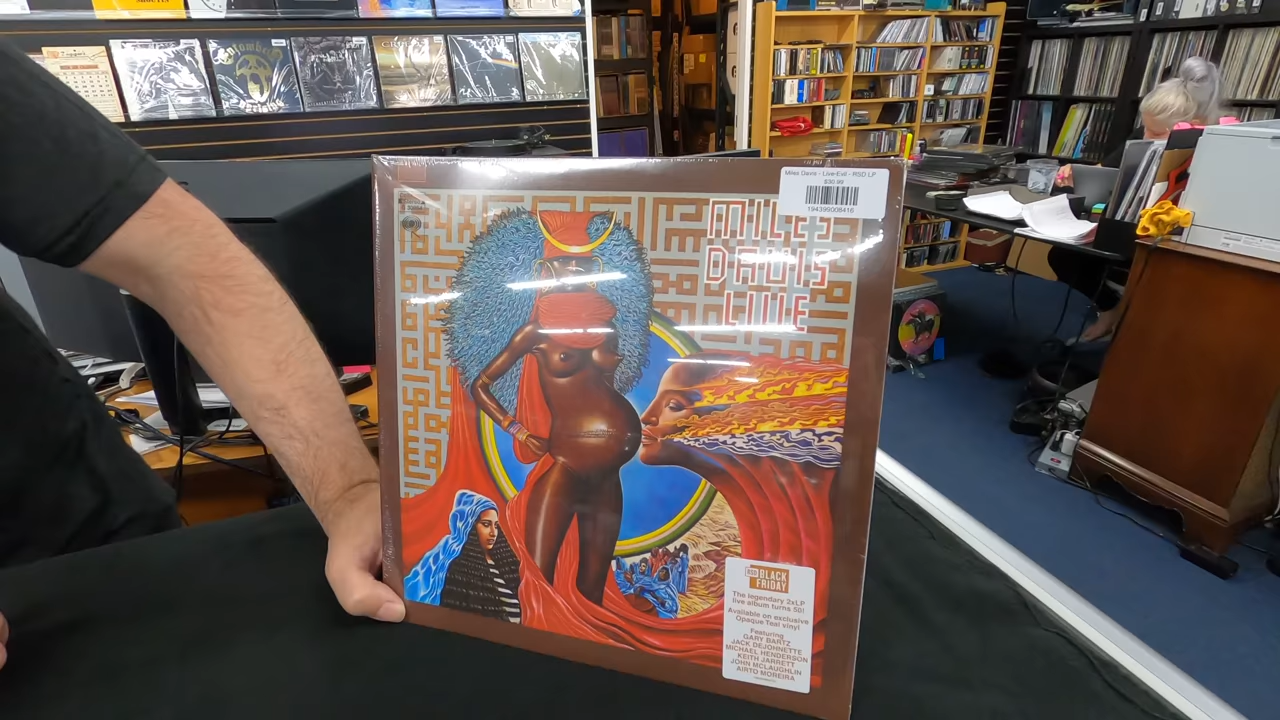 Miles Davis - Live-Evil - RSD LP
$30.99
194399008416
MILES
DAVIS
LIVE
RSD BLACK
FRIDAY
The legendary 2xLP
live album turns 50!
Available on exclusive
Opaque Teal vinyl
Featuring
GARY BARTZ
JACK DEJOHNETTE
MICHAEL HENDERSON
KEITH JARRETT
JOHN MCLAUGHLIN
AIRTO MOREIRA